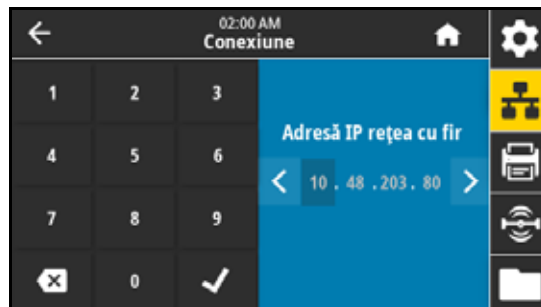 02:00 AM
Conexiune
1 2 3
4 5 6
7 8 9
0
Adresă IP rețea cu fir
10 . 48 . 203 . 80